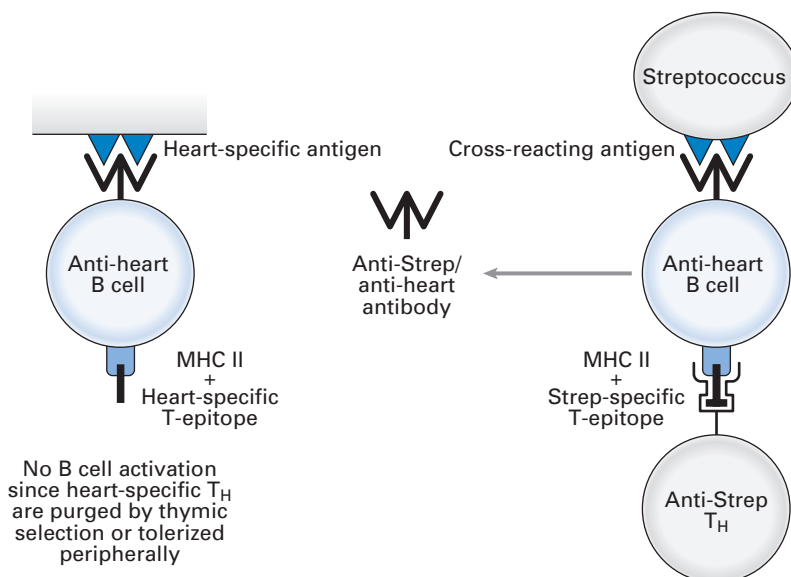 Streptococcus
Heart-specific antigen
Cross-reacting antigen
Anti-heart
B cell
Anti-Strep/
anti-heart
antibody
Anti-heart
B cell
MHC II
+
Heart-specific
T-epitope
MHC II
+
Strep-specific
T-epitope
No B cell activation
since heart-specific TH
are purged by thymic
selection or tolerized
peripherally
Anti-Strep
TH